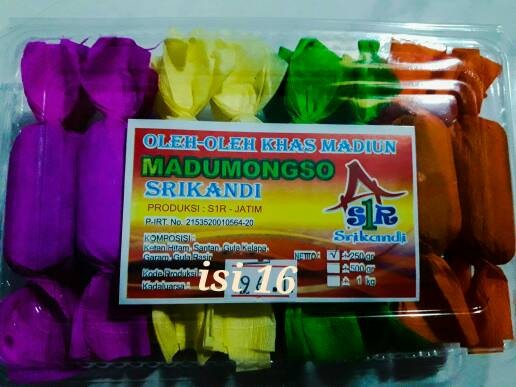 OLEH-OLEH KHAS MADIUN
MADUMONGSO
SRIKANDI
PRODUKSI : S1R - JATIM
P-IRT. No. 2153520010564-20
KOMPOSISI :
Ketan Hitam, Santan, Gula Kelapa,
Garam, Gula Pasir
Kode Produksi
Kadaluarsa :
NETTO : √ ± 250 gr
± 500 gr
± 1 kg
S1R
Srikandi
isi 16